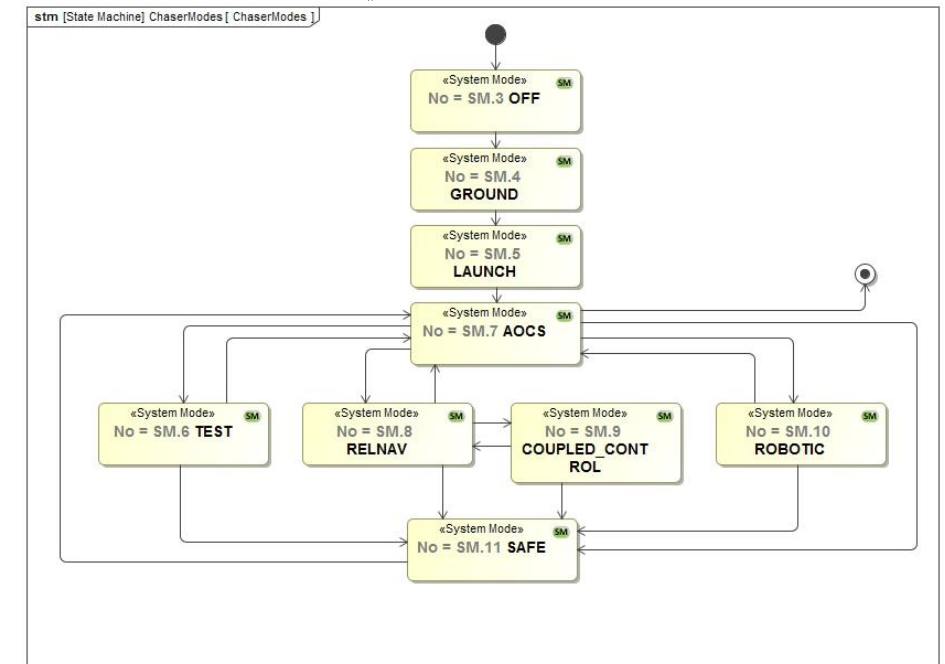 stm [State Machine] ChaserModes [ ChaserModes ]
«System Mode»
SM
No = SM.3 OFF
«System Mode»
SM
No = SM.4
GROUND
«System Mode»
SM
No = SM.5
LAUNCH
«System Mode»
SM
No = SM.7 AOCS
«System Mode»
SM
No = SM.6 TEST
«System Mode»
SM
No = SM.8
RELNAV
«System Mode»
SM
No = SM.9
COUPLED_CONT
ROL
«System Mode»
SM
No = SM.10
ROBOTIC
«System Mode»
SM
No = SM.11 SAFE